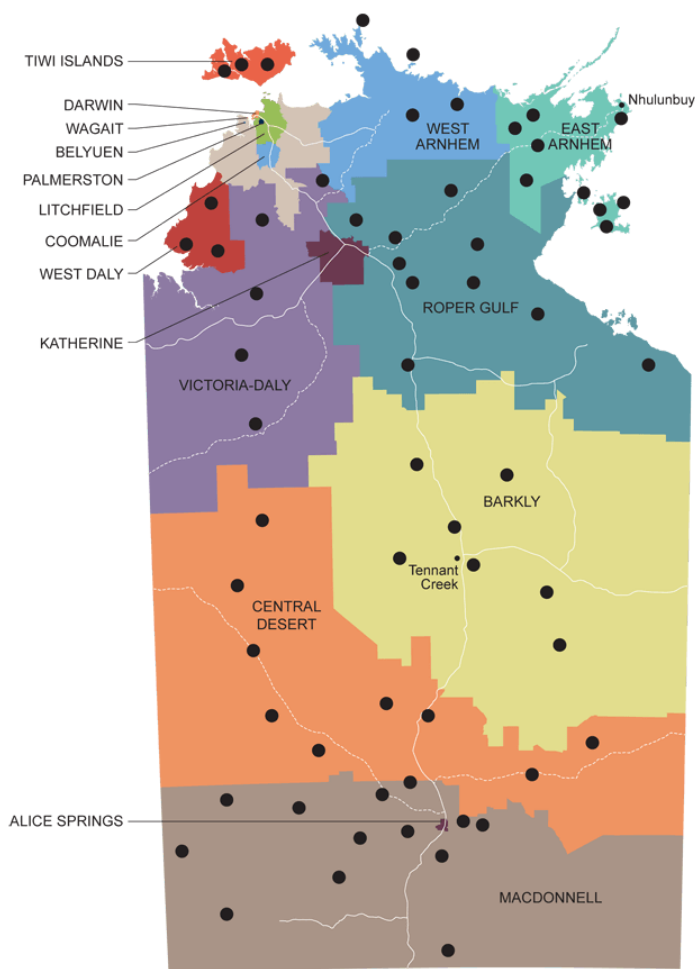 TIWI ISLANDS
DARWIN
WAGAIT
BELYUEN
PALMERSTON
LITCHFIELD
COOMALIE
WEST DALY
KATHERINE
WEST
ARNHEM
EAST
ARNHEM
Nhulunbuy
ROPER GULF
VICTORIA-DALY
BARKLY
Tennant
Creek
CENTRAL
DESERT
ALICE SPRINGS
MACDONNELL